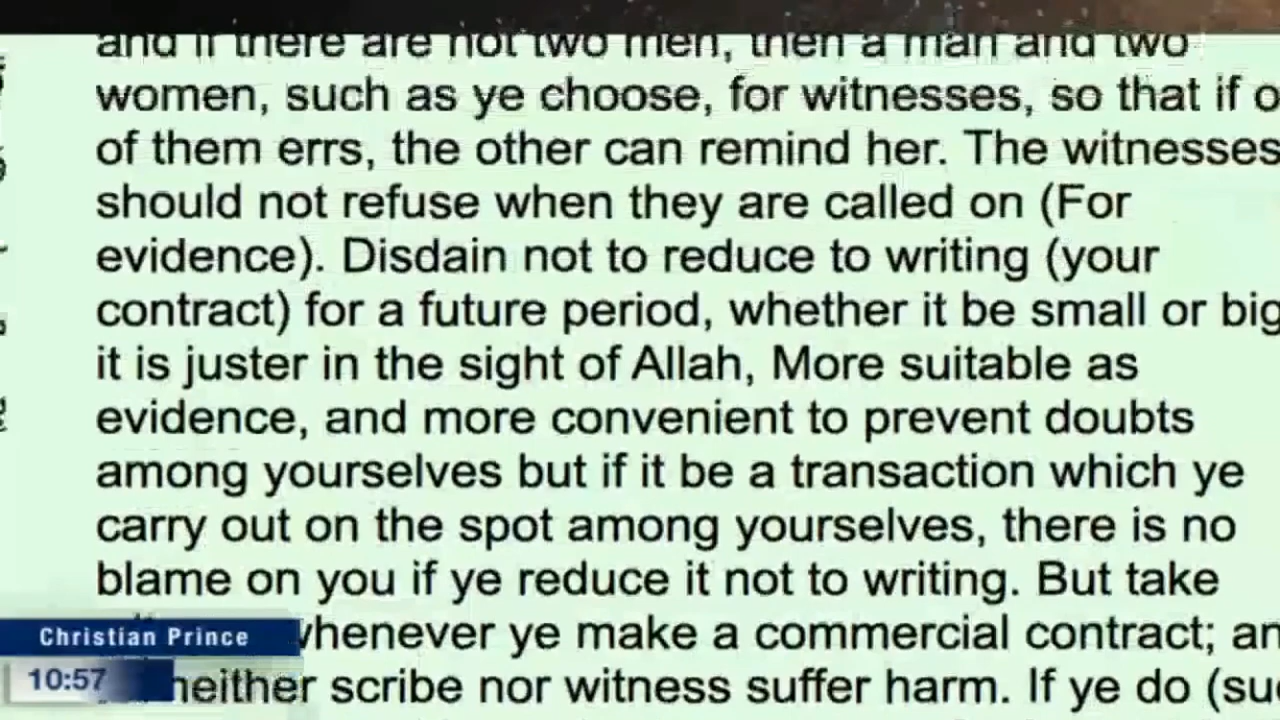 and if there are not two men, then a man and two
women, such as ye choose, for witnesses, so that if
of them errs, the other can remind her. The witnesses
should not refuse when they are called on (For
evidence). Disdain not to reduce to writing (your
contract) for a future period, whether it be small or big
it is juster in the sight of Allah, More suitable as
evidence, and more convenient to prevent doubts
among yourselves but if it be a transaction which ye
carry out on the spot among yourselves, there is no
blame on you if ye reduce it not to writing. But take
whenever ye make a commercial contract;
neither scribe nor witness suffer harm. If ye do
Christian Prince
10:57